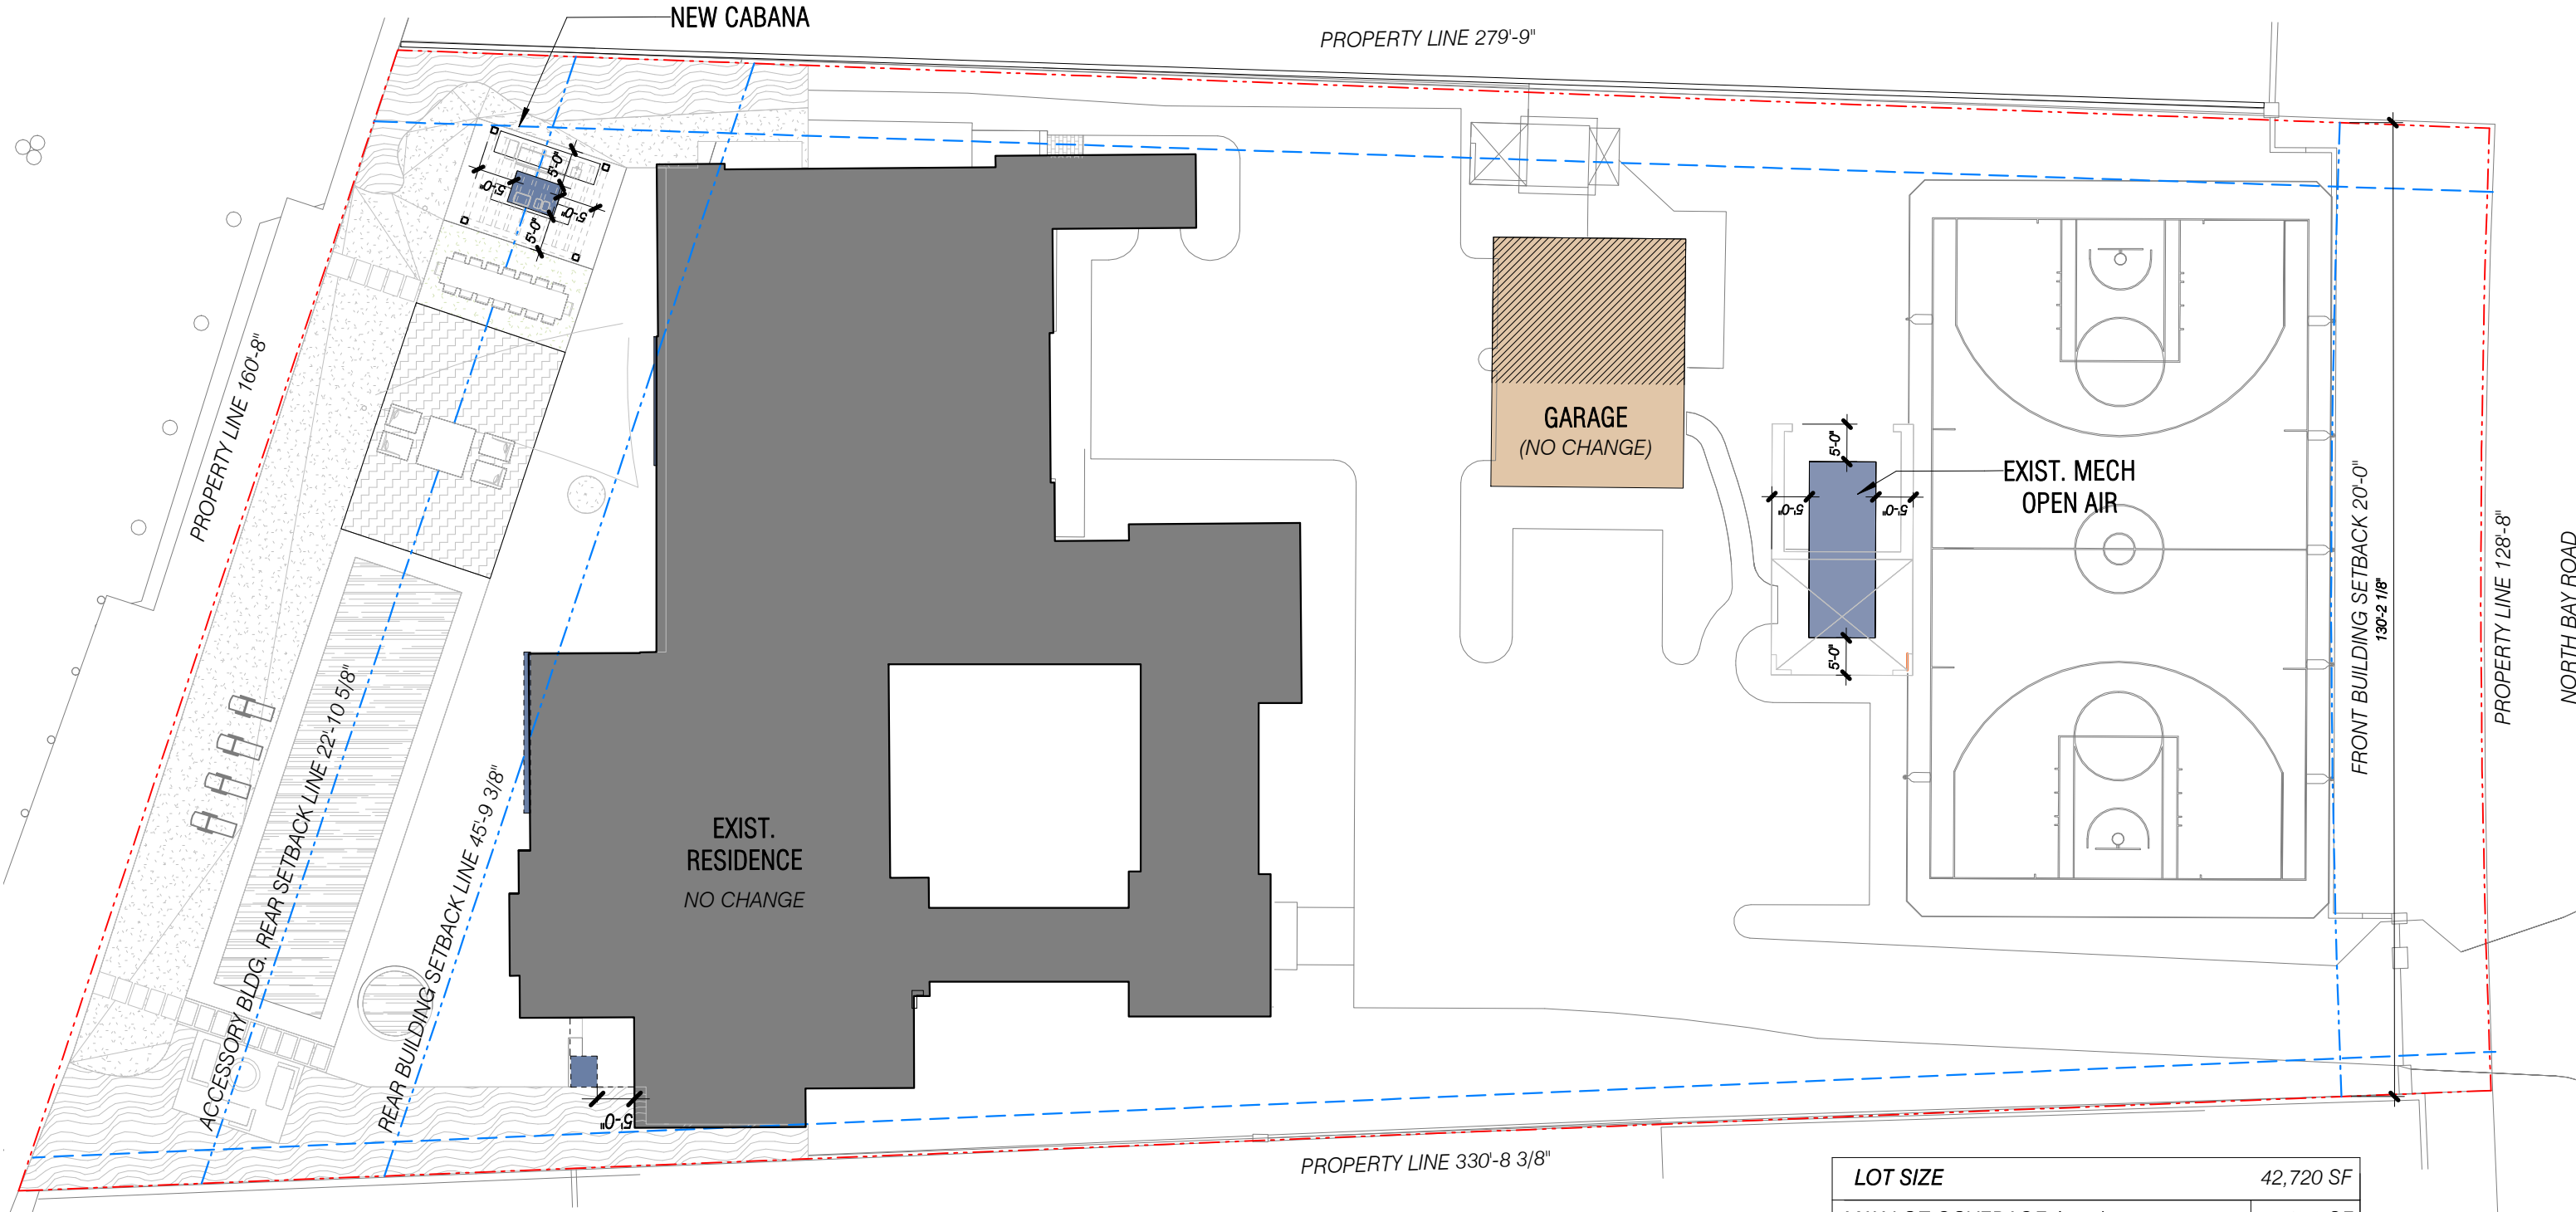 NEW CABANA
PROPERTY LINE 279'-9"
5'-0"
5'-0"
5'-0"
5'-0"
PROPERTY LINE 160'-8"
GARAGE
(NO CHANGE)
5'-0"
5'-0"
5'-0"
5'-0"
EXIST. MECH
OPEN AIR
FRONT BUILDING SETBACK 20'-0"
130'-2 1/8"
PROPERTY LINE 128'-8"
NORTH BAY ROAD
ACCESSORY BLDG. REAR SETBACK LINE 22'-10 5/8"
REAR BUILDING SETBACK LINE 45'-9 3/8"
EXIST.
RESIDENCE
NO CHANGE
5'-0"
PROPERTY LINE 330'-8 3/8"
LOT SIZE 42,720 SF